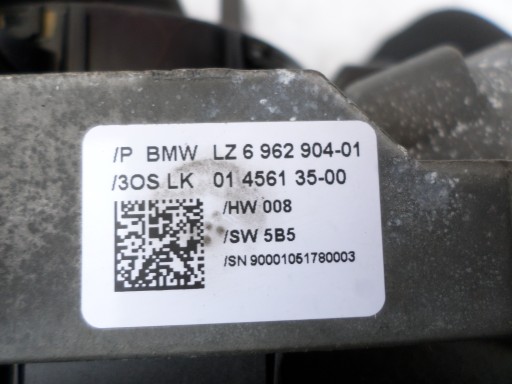 /P BMW LZ 6 962 904-01
/3OS LK 01 4561 35-00
/HW 008
/SW 5B5
/SN 90001051780003